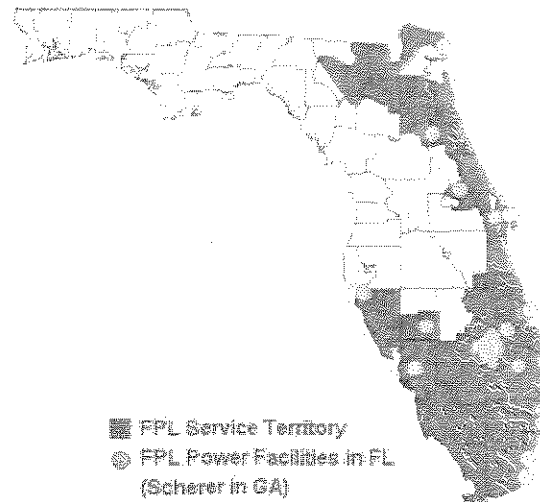 FPL Service Territory
FPL Power Facilities in FL
(Scherer in GA)